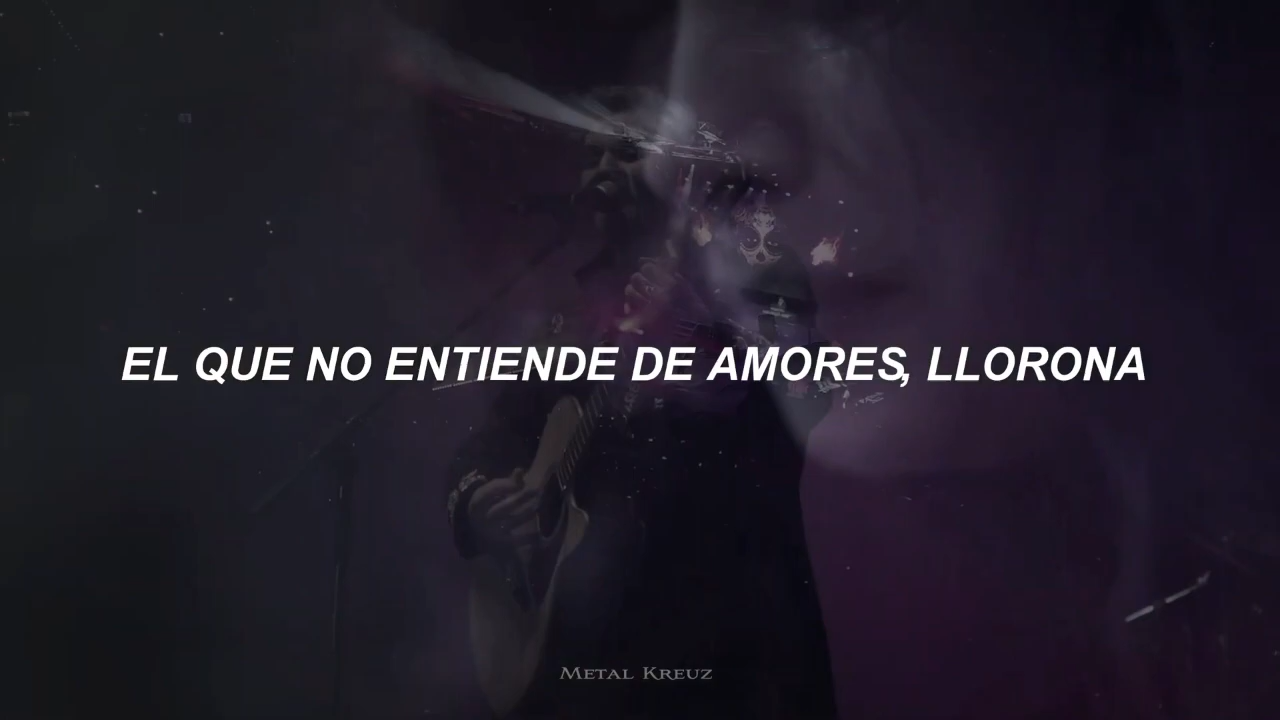 EL QUE NO ENTIENDE DE AMORES, LLORONA
METAL KREUZ